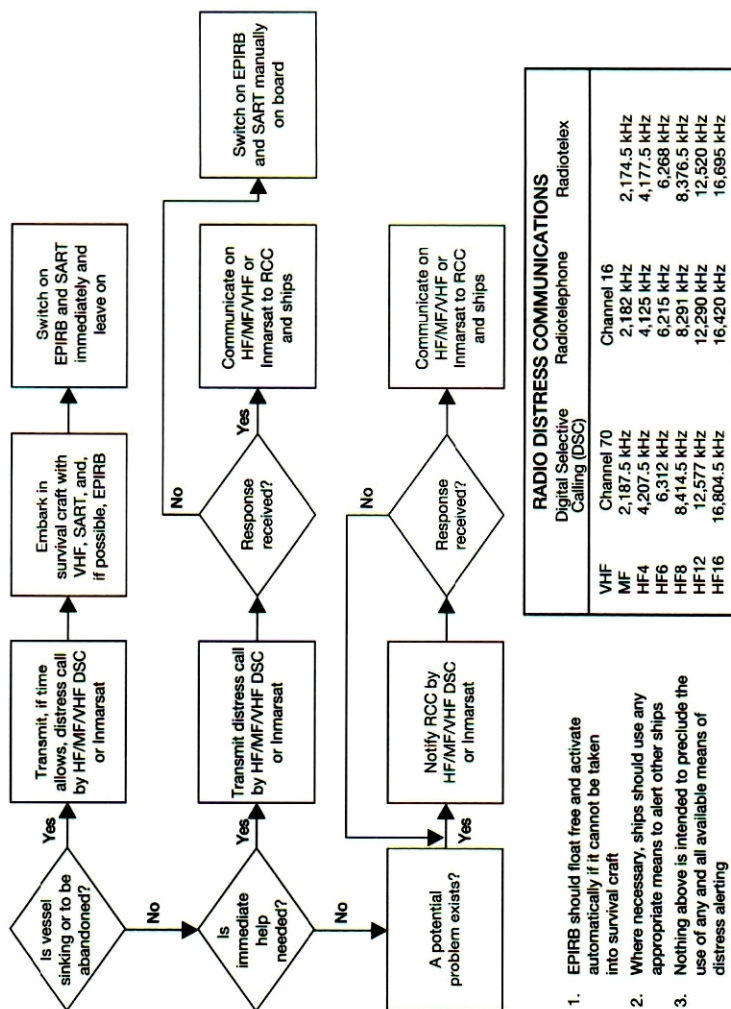 Is vessel
sinking or to be
abandoned?
Yes
Transmit, if time
allows, distress call
by HF/MF/VHF DSC
or Inmarsat
Embark in
survival craft with
VHF, SART, and,
if possible, EPIRB
Switch on
EPIRB and SART
immediately and
leave on
No
Is
immediate
help
needed?
Yes
Transmit distress call
by HF/MF/VHF DSC
or Inmarsat
Response
received?
No
Switch on EPIRB
and SART manually
on board
Yes
Communicate on
HF/MF/VHF or
Inmarsat to RCC
and ships
No
A potential
problem exists?
Yes
Notify RCC by
HF/MF/VHF DSC
or Inmarsat
Response
received?
No
Communicate on
HF/MF/VHF or
Inmarsat to RCC
and ships
1. EPIRB should float free and activate
automatically if it cannot be taken
into survival craft
2. Where necessary, ships should use any
appropriate means to alert other ships
3. Nothing above is intended to preclude the
use of any and all available means of
distress alerting
RADIO DISTRESS COMMUNICATIONS
Digital Selective
Calling (DSC) Radiotelephone Radiotelex
VHF Channel 70 Channel 16
MF 2,187.5 kHz 2,182 kHz 2,174.5 kHz
HF4 4,207.5 kHz 4,125 kHz 4,177.5 kHz
HF6 6,312 kHz 6,215 kHz 6,268 kHz
HF8 8,414.5 kHz 8,291 kHz 8,376.5 kHz
HF12 12,577 kHz 12,290 kHz 12,520 kHz
HF16 16,804.5 kHz 16,420 kHz 16,695 kHz